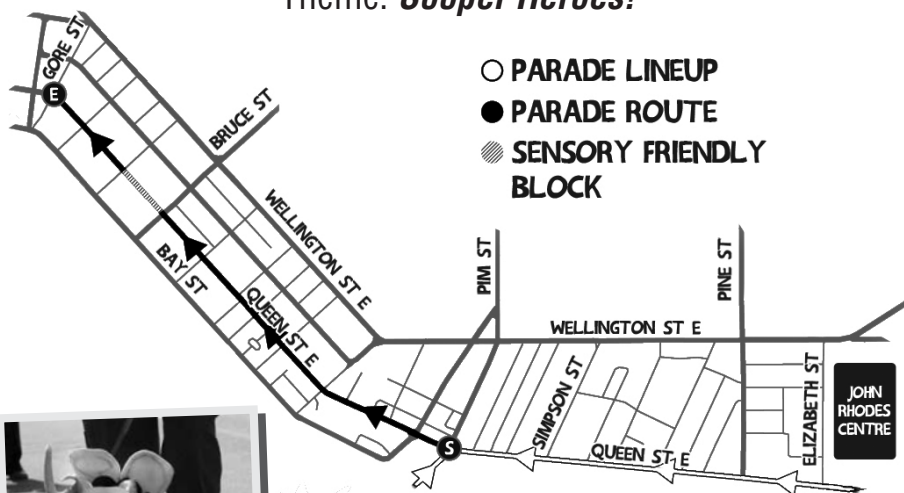 Theme: Sooper Heroes!
PARADE LINEUP
PARADE ROUTE
SENSORY FRIENDLY
BLOCK
GORE ST
E
BRUCE ST
WELLINGTON ST E
BAY ST
QUEEN ST E
PIM ST
PINE ST
WELLINGTON ST E
SIMPSON ST
ELIZABETH ST
JOHN
RHODES
CENTRE
S
QUEEN ST E